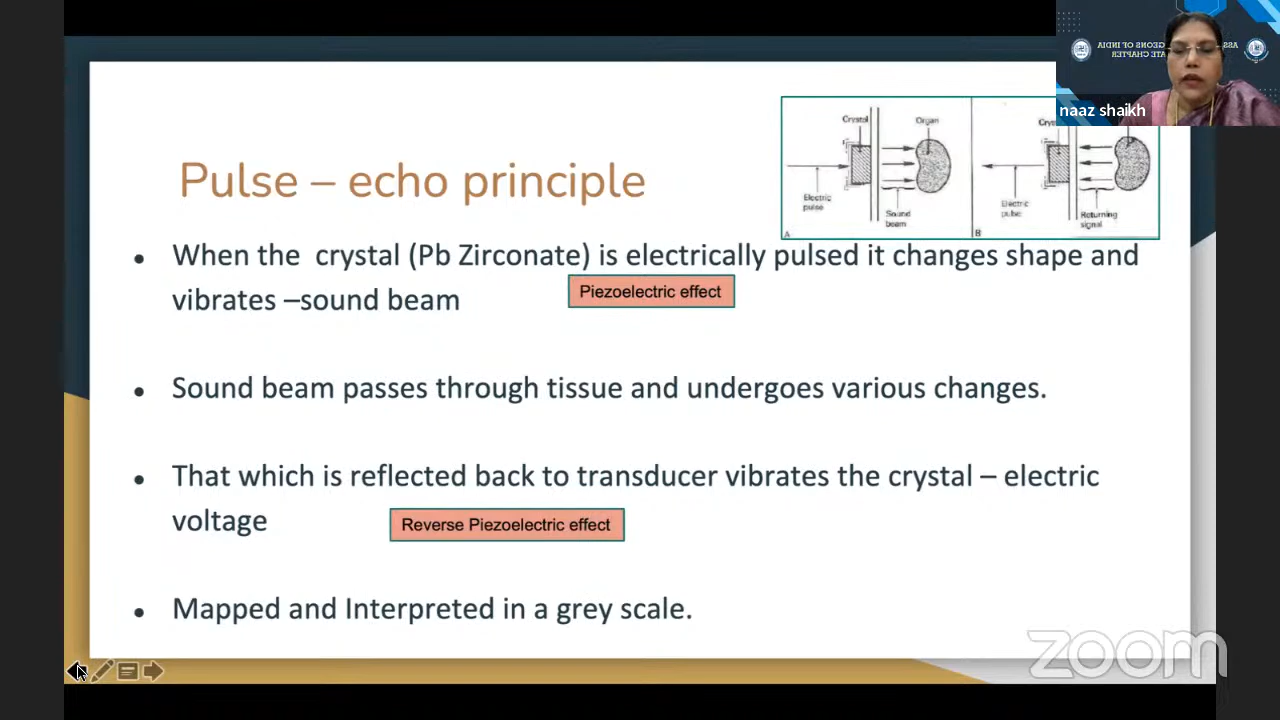 naaz shaikh
Crystal
Organ
Electric
pulse
Sound
beam
A
Electric
pulse
Returning
signal
B
Pulse – echo principle
• When the crystal (Pb Zirconate) is electrically pulsed it changes shape and
vibrates –sound beam
Piezoelectric effect
• Sound beam passes through tissue and undergoes various changes.
• That which is reflected back to transducer vibrates the crystal – electric
voltage
Reverse Piezoelectric effect
• Mapped and Interpreted in a grey scale.
zoom